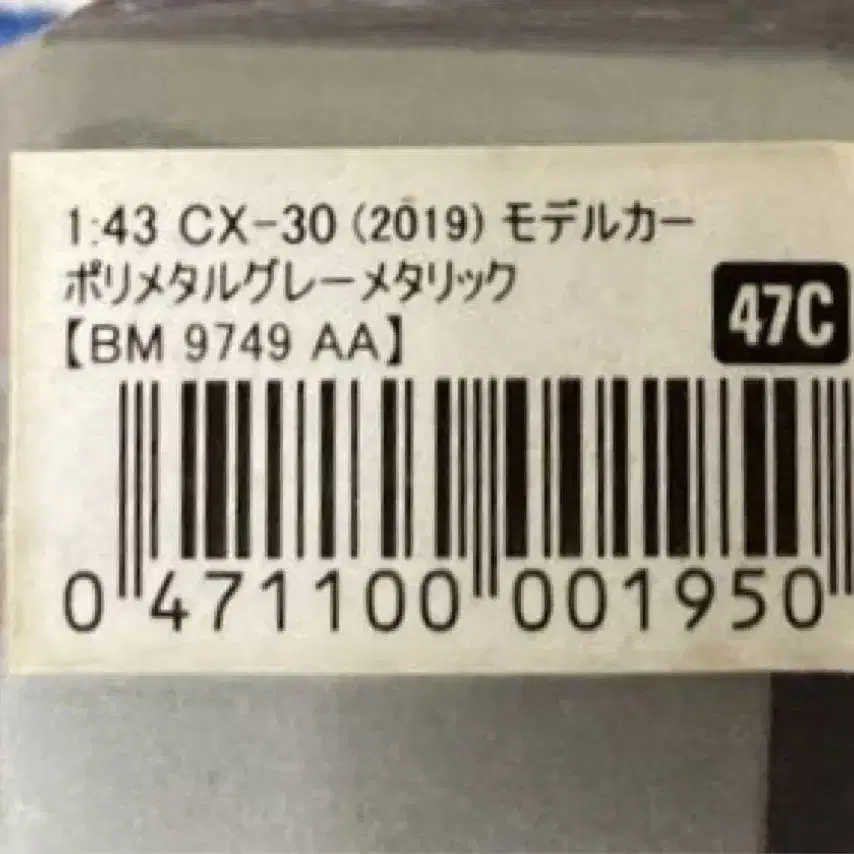 1:43 CX-30 (2019) モデルカー
ポリメタルグレーメタリック
【BM 9749 AA】
47C
0 471100 001950